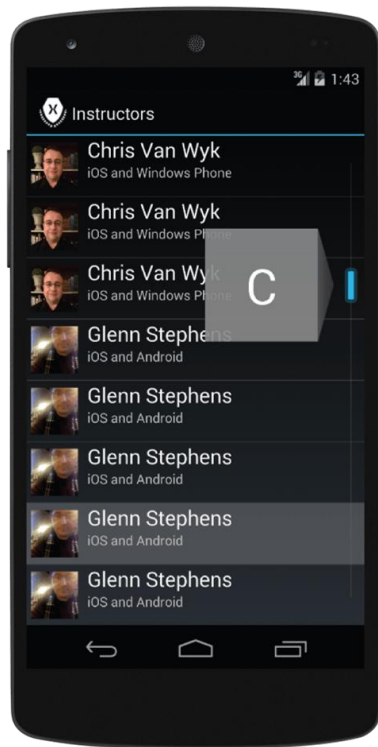 3G 1:43
Instructors
Chris Van Wyk
iOS and Windows Phone
Chris Van Wyk
iOS and Windows Phone
Chris Van Wyk
iOS and Windows Phone
C
Glenn Stephens
iOS and Android
Glenn Stephens
iOS and Android
Glenn Stephens
iOS and Android
Glenn Stephens
iOS and Android
Glenn Stephens
iOS and Android